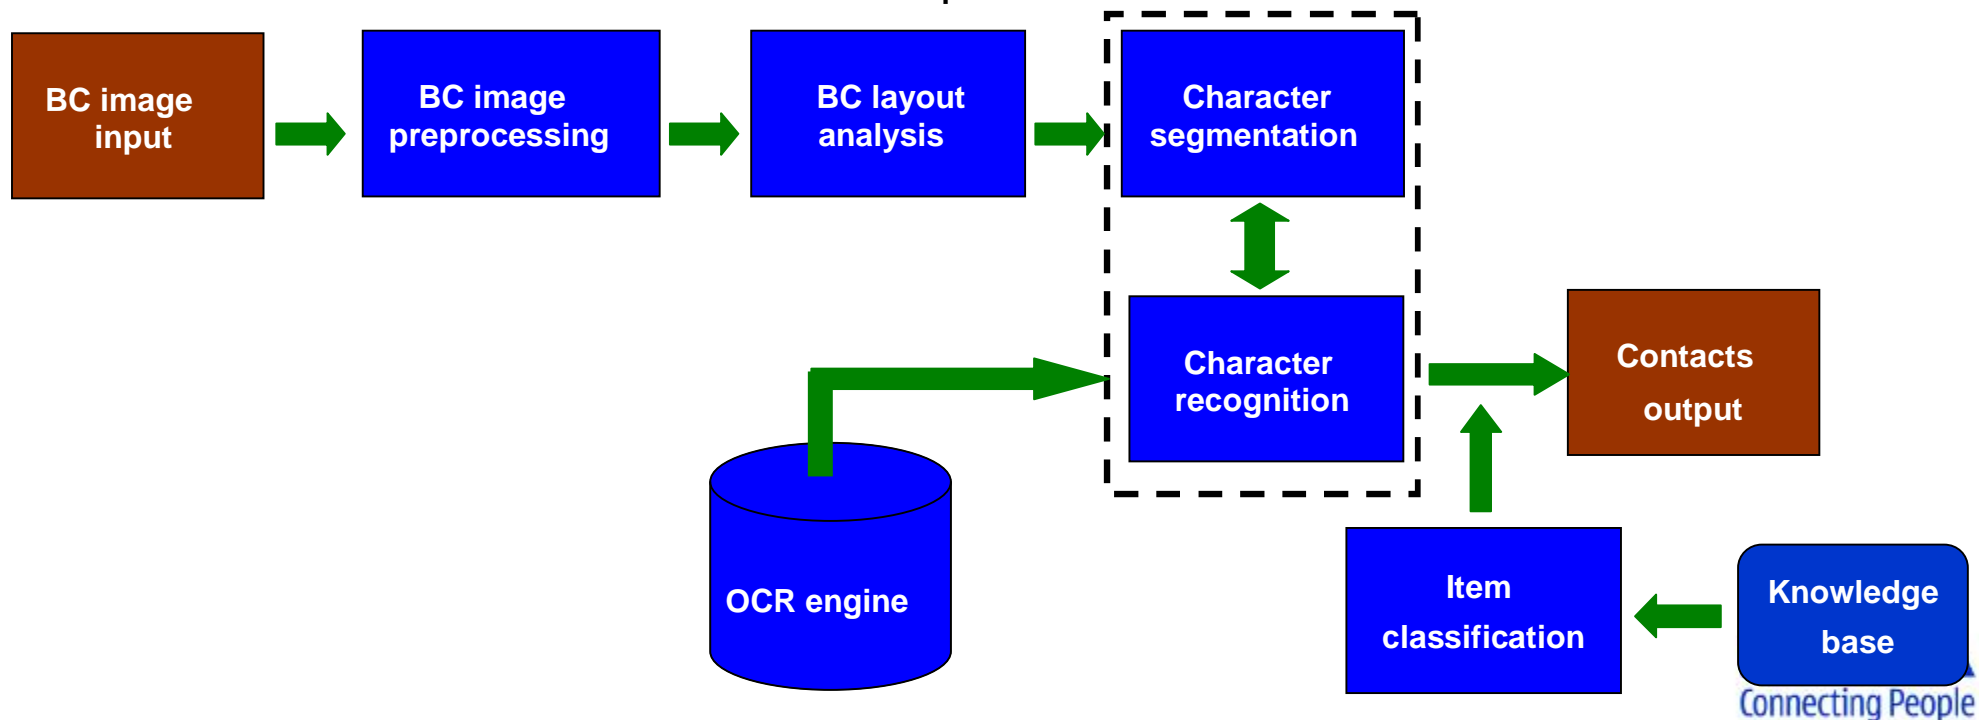 BC image
input
BC image
preprocessing
BC layout
analysis
Character
segmentation
Character
recognition
Contacts
output
OCR engine
Item
classification
Knowledge
base
Connecting People